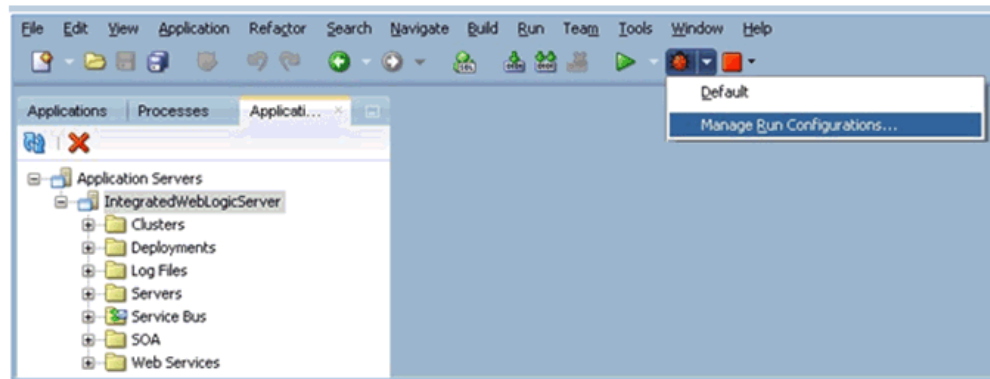 File Edit View Application Refactor Search Navigate Build Run Team Tools Window Help
Default
Manage Run Configurations...
Applications Processes Applicati...
Application Servers
IntegratedWebLogicServer
Clusters
Deployments
Log Files
Servers
Service Bus
SOA
Web Services